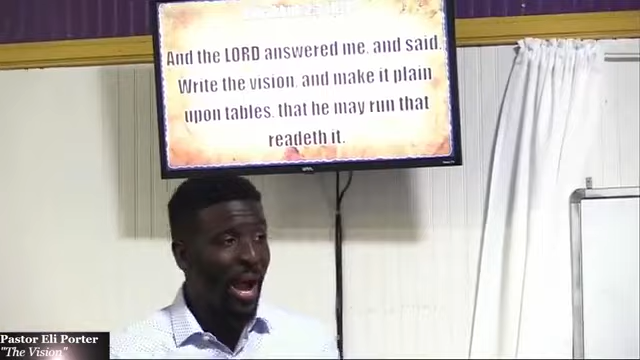 And the LORD answered me, and said,
Write the vision, and make it plain
upon tables, that he may run that
readeth it.
Pastor Eli Porter
"The Vision"